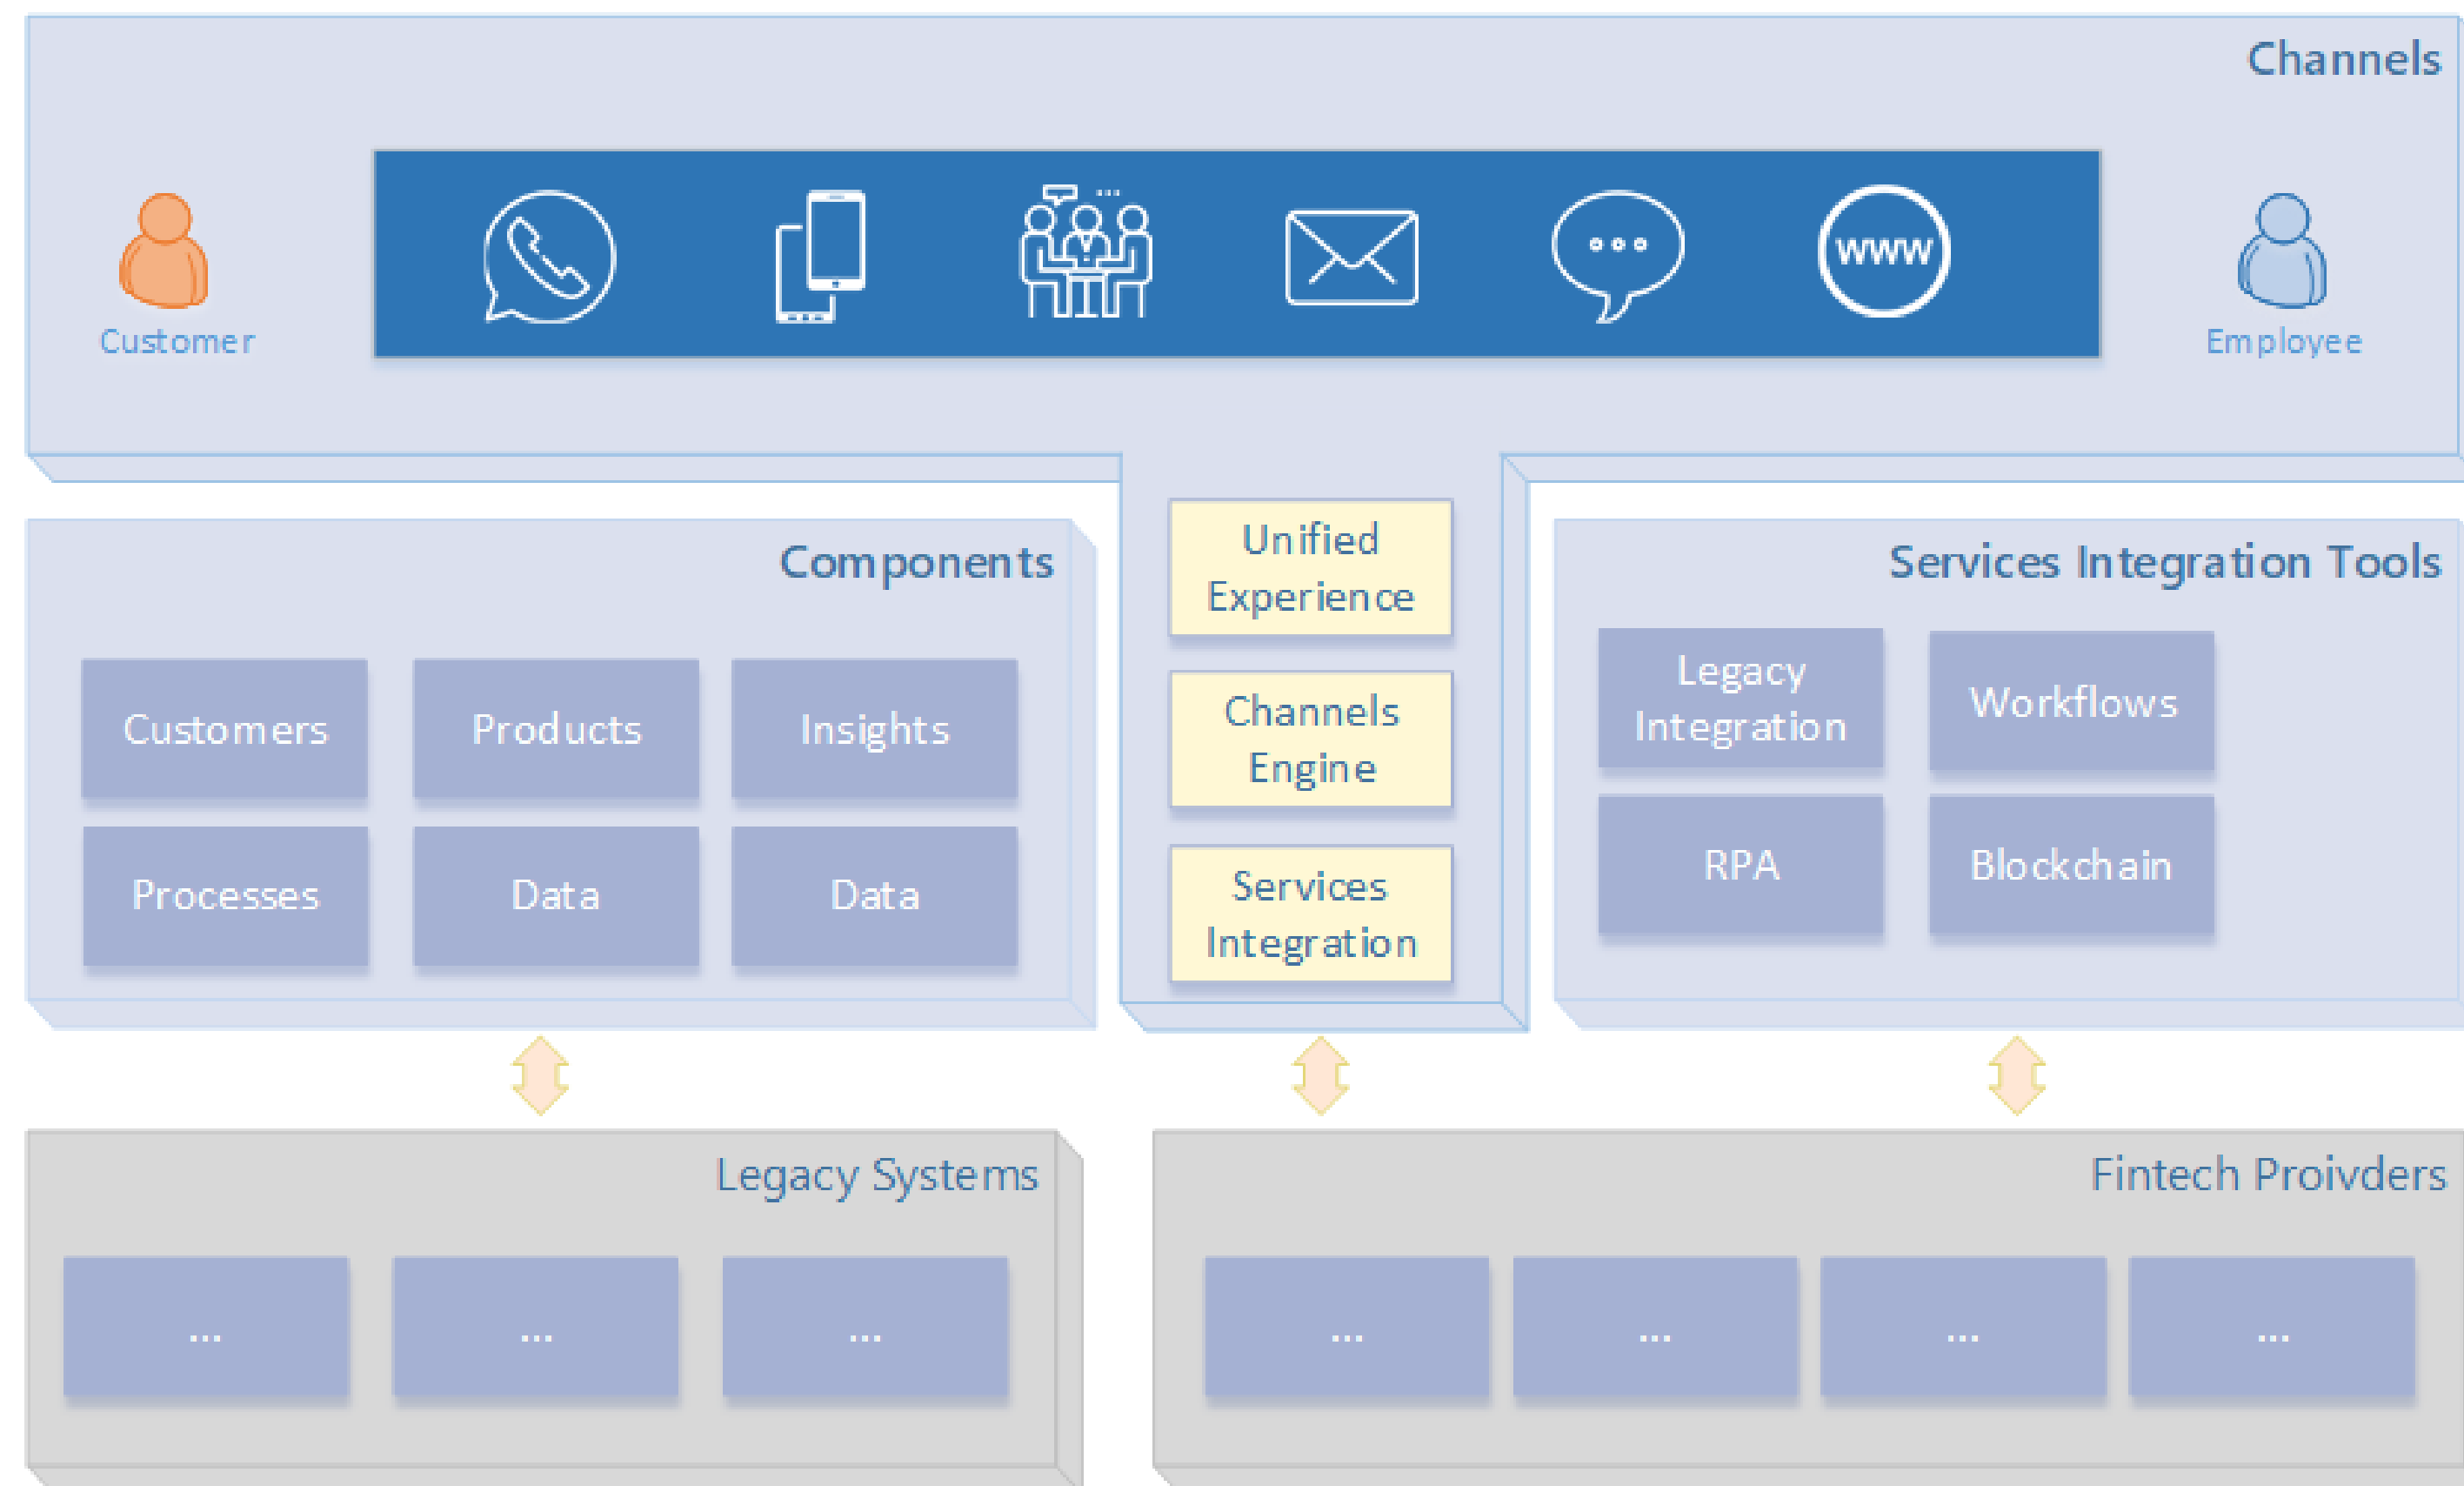 Channels
www
Customer
Employee
Components
Unified
Experience
Services Integration Tools
Customers
Products
Insights
Channels
Engine
Legacy
Integration
Workflows
Processes
Data
Data
Services
Integration
RPA
Blockchain
Legacy Systems
Fintech Proivders
...
...
...
...
...
...
...